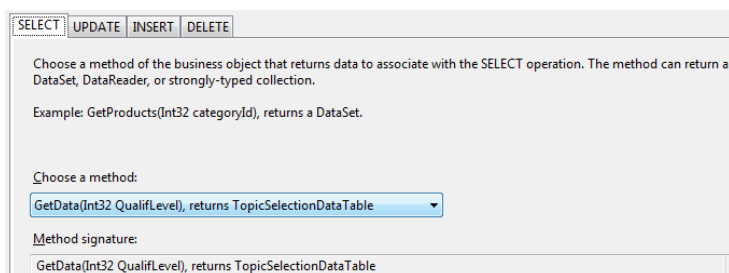 SELECT UPDATE INSERT DELETE
Choose a method of the business object that returns data to associate with the SELECT operation. The method can return a
DataSet, DataReader, or strongly-typed collection.
Example: GetProducts(Int32 categoryId), returns a DataSet.
Choose a method:
GetData(Int32 QualifLevel), returns TopicSelectionDataTable
Method signature:
GetData(Int32 QualifLevel), returns TopicSelectionDataTable